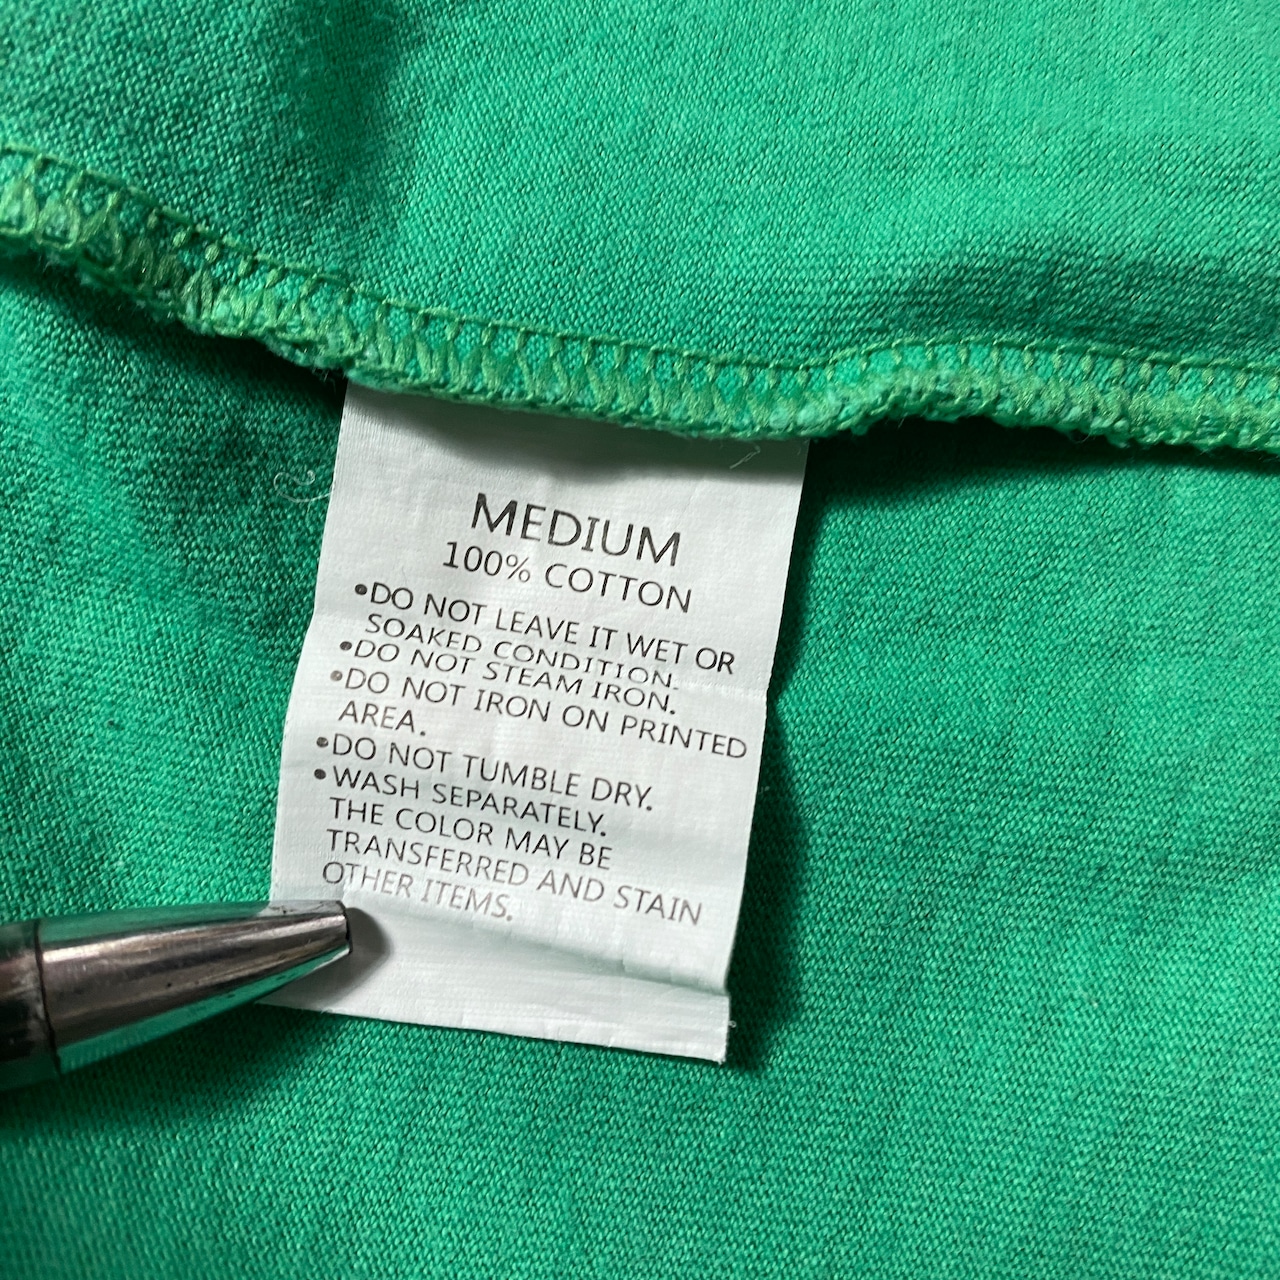 MEDIUM
100% COTTON
•DO NOT LEAVE IT WET OR
SOAKED CONDITION.
•DO NOT STEAM IRON.
•DO NOT IRON ON PRINTED
AREA.
•DO NOT TUMBLE DRY.
•WASH SEPARATELY.
THE COLOR MAY BE
TRANSFERRED AND STAIN
OTHER ITEMS.